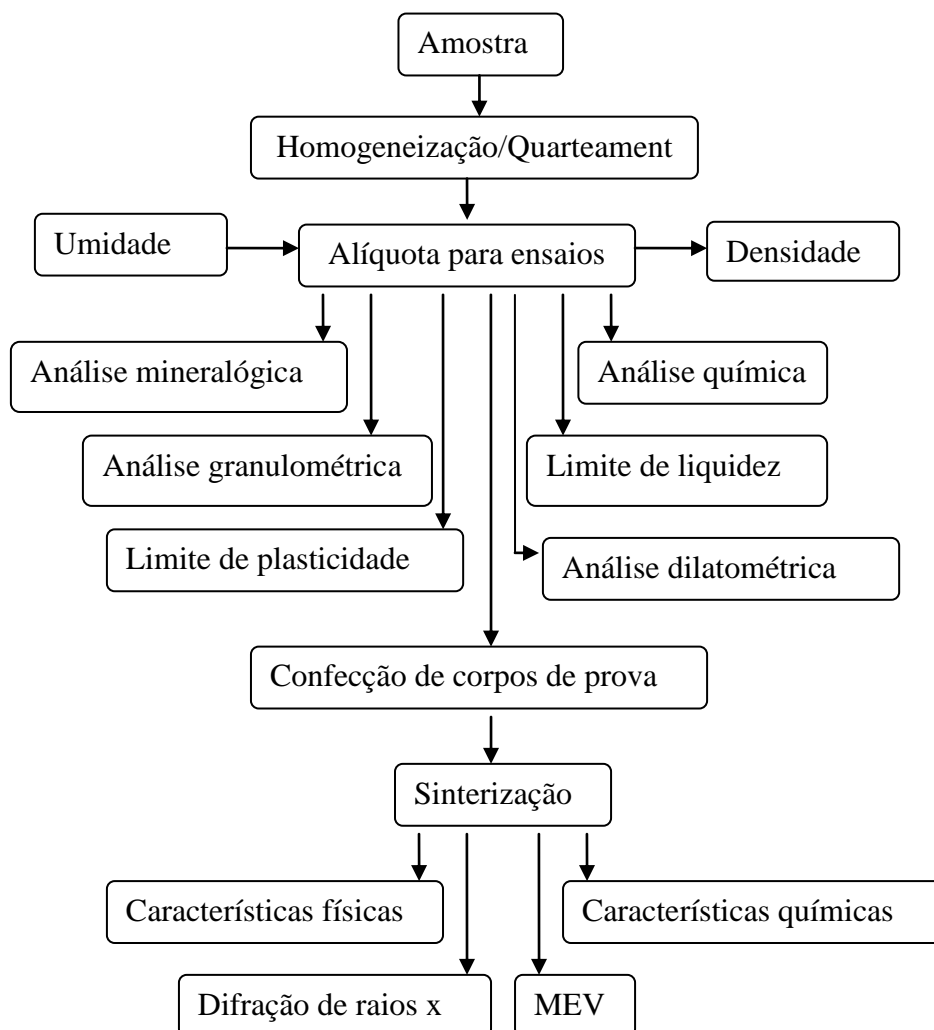 Amostra
Homogeneização/Quarteament
Umidade
Alíquota para ensaios
Densidade
Análise mineralógica
Análise química
Análise granulométrica
Limite de liquidez
Limite de plasticidade
Análise dilatométrica
Confecção de corpos de prova
Sinterização
Características físicas
Características químicas
Difração de raios x
MEV